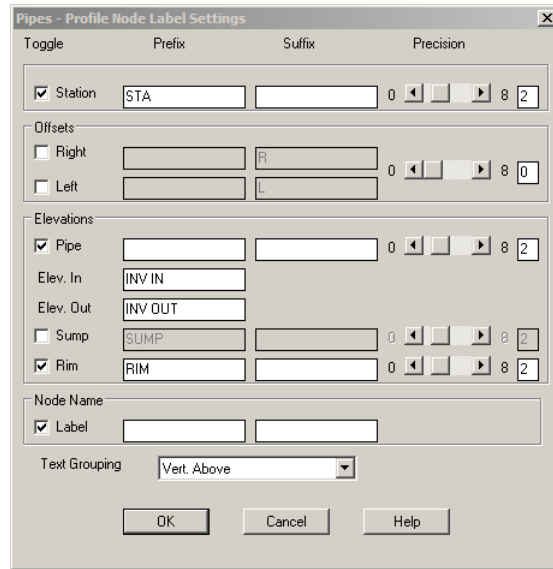 Pipes - Profile Node Label Settings X
Toggle Prefix Suffix Precision
Station STA 0 8 2
Offsets
Right R
0 8 0
Left L
Elevations
Pipe 0 8 2
Elev. In INV IN
Elev. Out INV OUT
Sump SUMP 0 8 2
Rim RIM 0 8 2
Node Name
Label
Text Grouping Vert. Above
OK Cancel Help